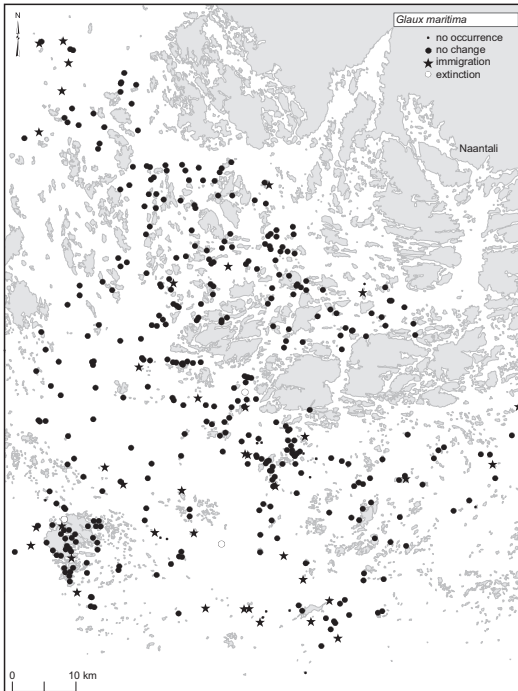 N
Glaux maritima
no occurrence
no change
immigration
extinction
Naantali
0 10 km